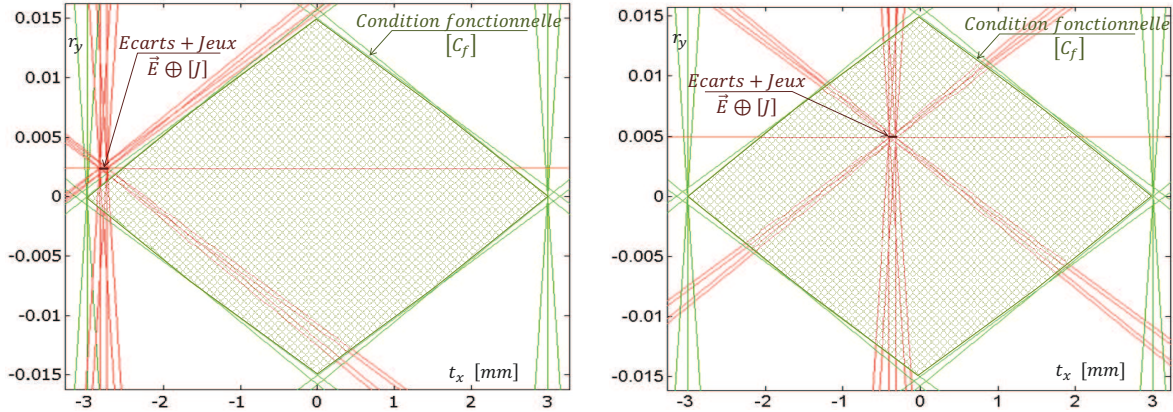 Condition fonctionnelle
[C_f]
Ecarts + Jeux
\vec{E} ⊕ [J]
r_y
0.015
0.01
0.005
0
-0.005
-0.01
-0.015
t_x [mm]
-3
-2
-1
0
1
2
3
Condition fonctionnelle
[C_f]
Ecarts + Jeux
\vec{E} ⊕ [J]
r_y
0.015
0.01
0.005
0
0.005
-0.01
-0.015
t_x [mm]
-3
-2
-1
0
1
2
3